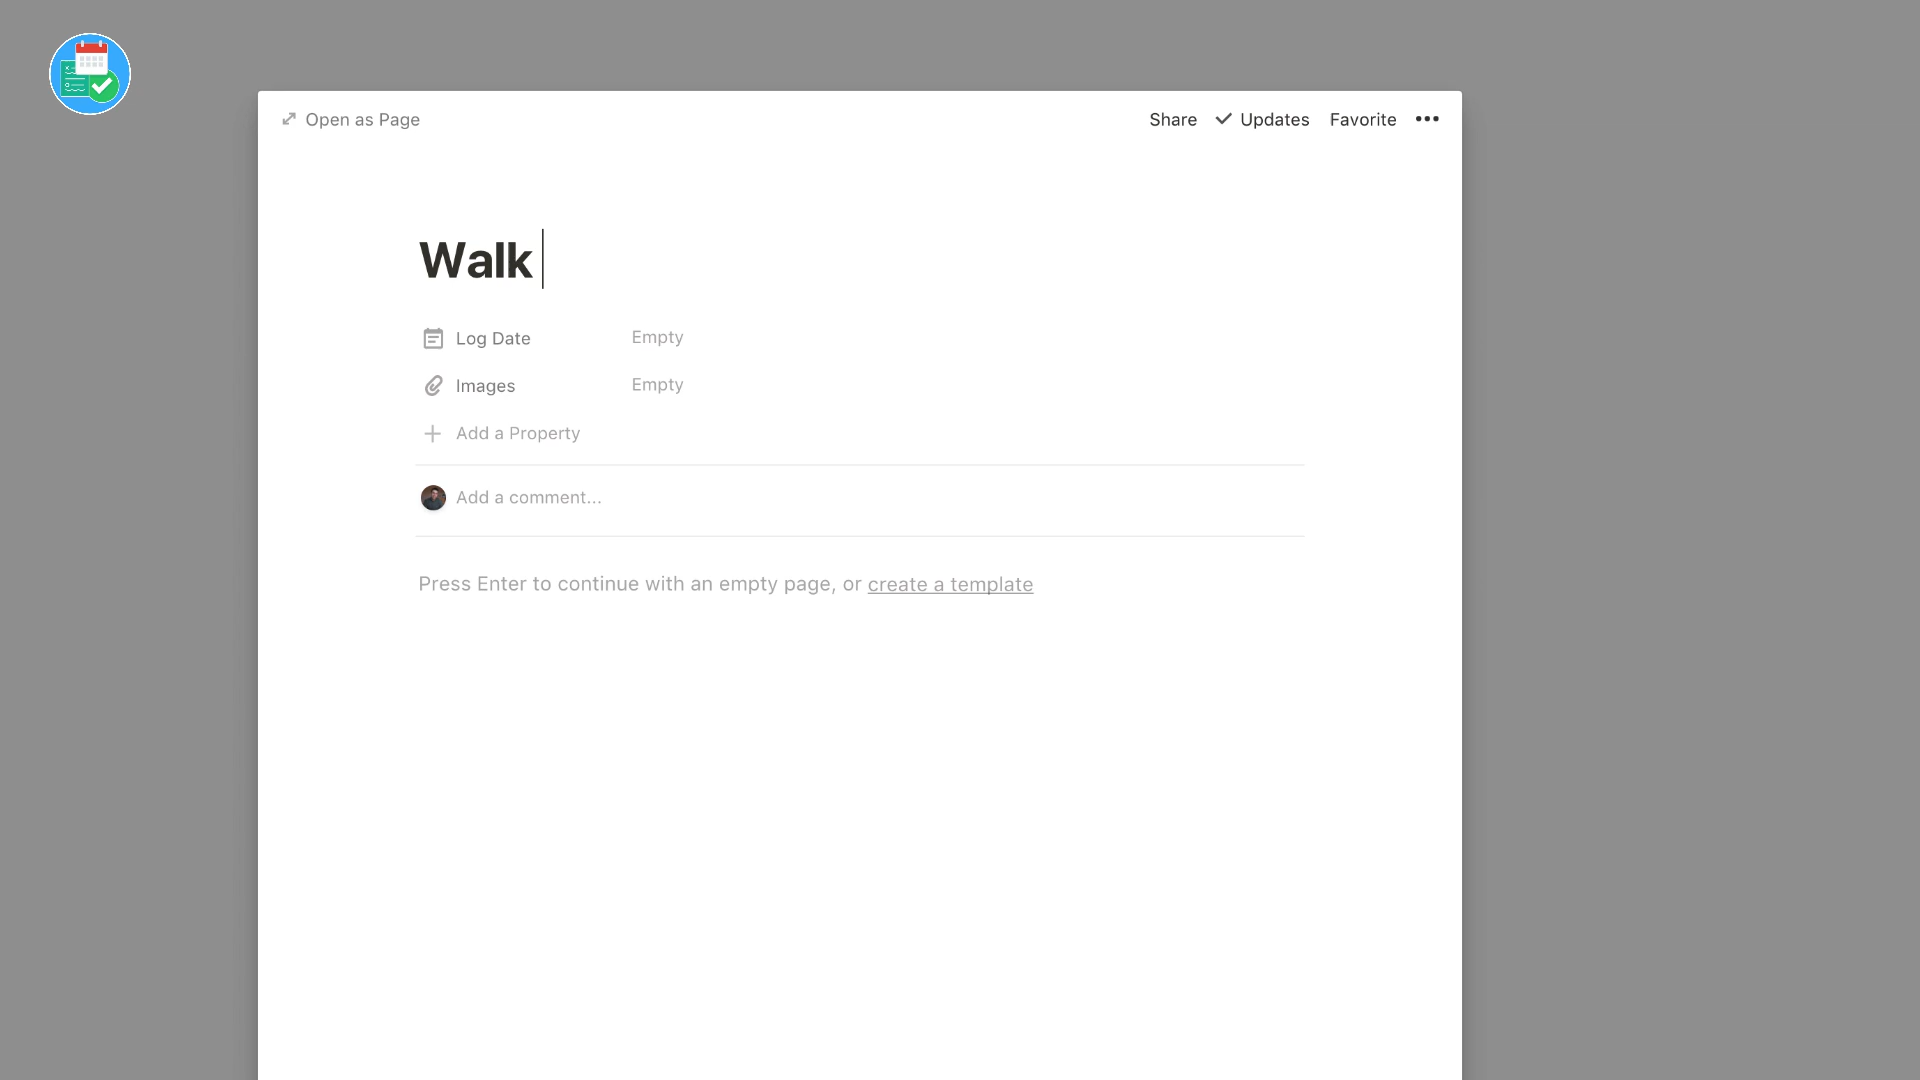 Open as Page
Share Updates Favorite
Walk
Log Date Empty
Images Empty
Add a Property
Add a comment...
Press Enter to continue with an empty page, or create a template